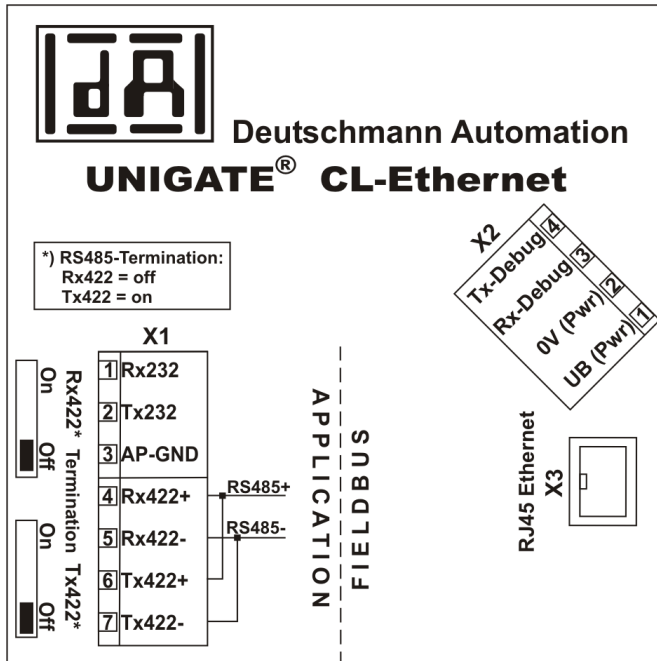 dA
Deutschmann Automation
UNIGATE® CL-Ethernet
*) RS485-Termination:
Rx422 = off
Tx422 = on
X1
1 Rx232
2 Tx232
3 AP-GND
4 Rx422+
5 Rx422-
6 Tx422+
7 Tx422-
RS485+
RS485-
On
Off
Rx422* Termination Tx422*
On
Off
APPLICATION
FIELDBUS
X2
Tx-Debug 4
Rx-Debug 3
0V (Pwr) 2
UB (Pwr) 1
RJ45 Ethernet
X3